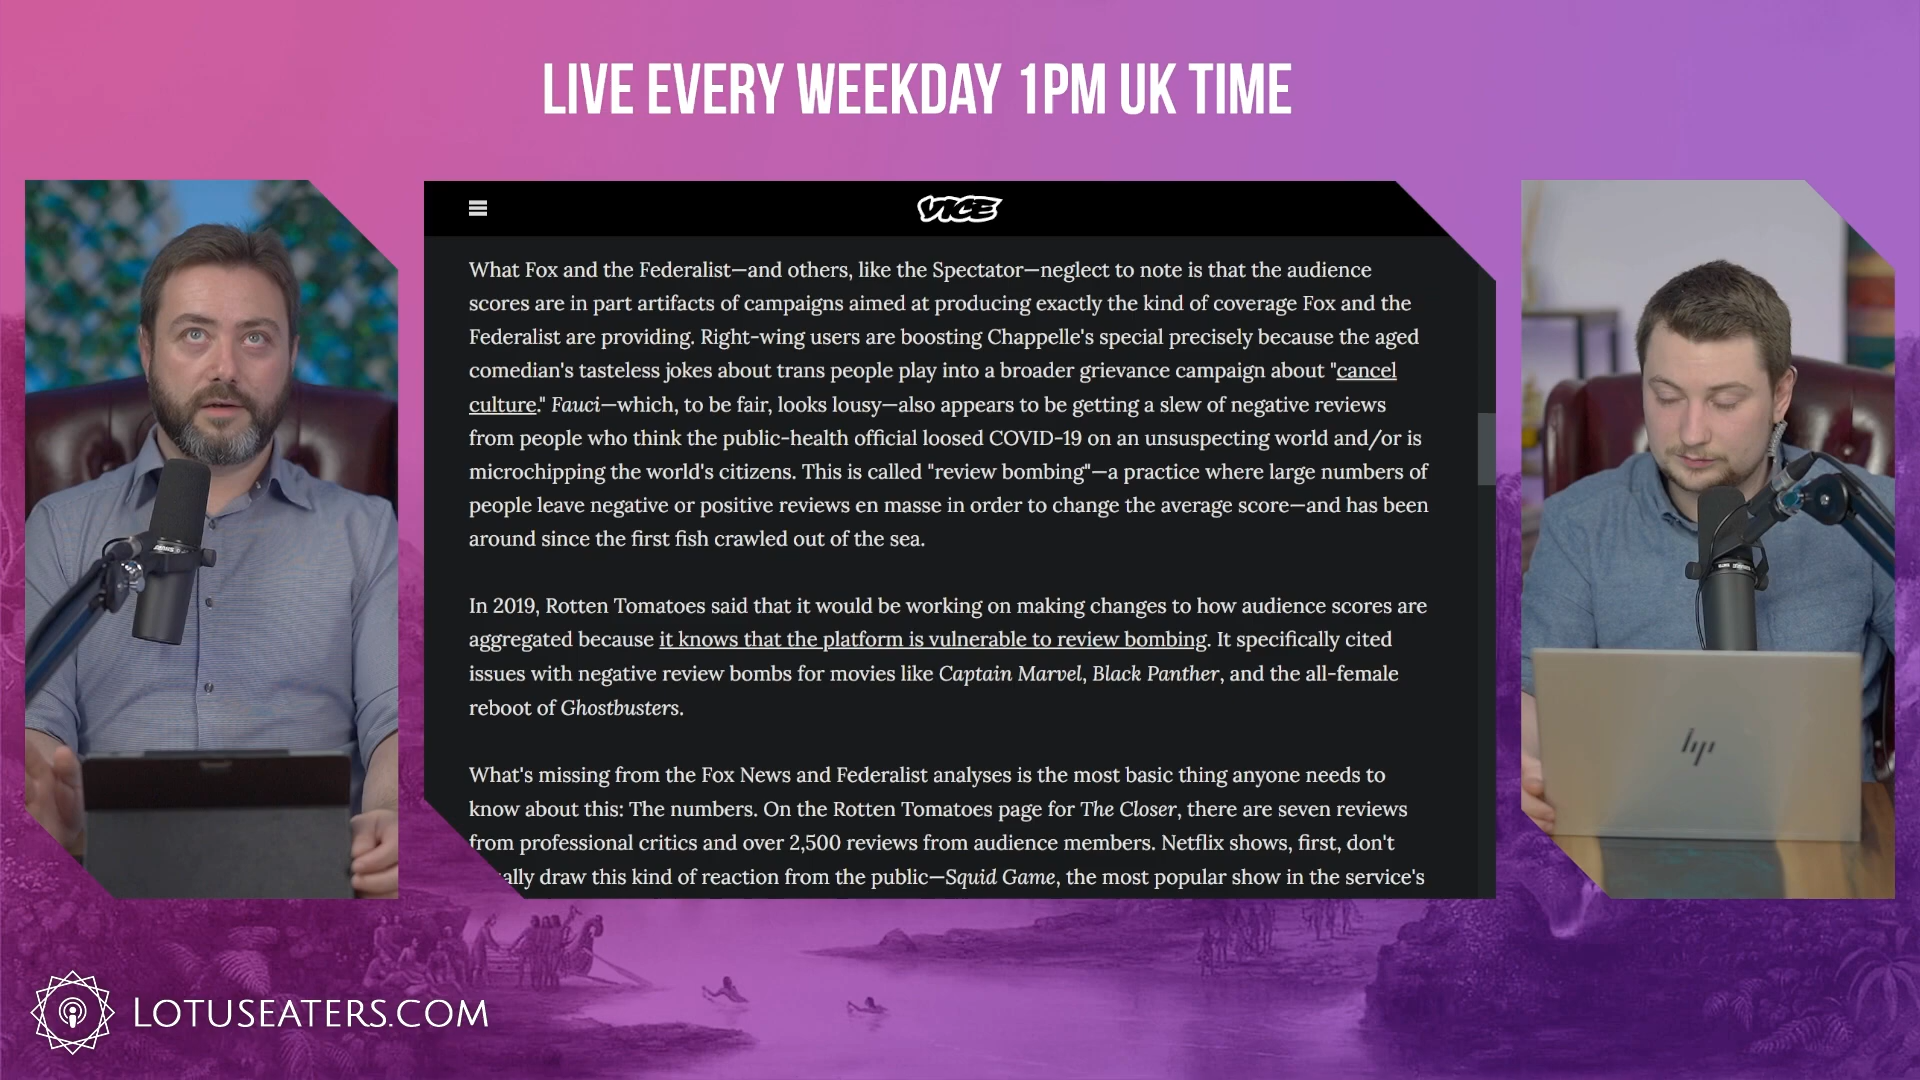 LIVE EVERY WEEKDAY 1PM UK TIME
VICE
What Fox and the Federalist—and others, like the Spectator—neglect to note is that the audience
scores are in part artifacts of campaigns aimed at producing exactly the kind of coverage Fox and the
Federalist are providing. Right-wing users are boosting Chappelle's special precisely because the aged
comedian's tasteless jokes about trans people play into a broader grievance campaign about "cancel
culture." Fauci—which, to be fair, looks lousy—also appears to be getting a slew of negative reviews
from people who think the public-health official loosed COVID-19 on an unsuspecting world and/or is
microchipping the world's citizens. This is called "review bombing"—a practice where large numbers of
people leave negative or positive reviews en masse in order to change the average score—and has been
around since the first fish crawled out of the sea.
In 2019, Rotten Tomatoes said that it would be working on making changes to how audience scores are
aggregated because it knows that the platform is vulnerable to review bombing. It specifically cited
issues with negative review bombs for movies like Captain Marvel, Black Panther, and the all-female
reboot of Ghostbusters.
What's missing from the Fox News and Federalist analyses is the most basic thing anyone needs to
know about this: The numbers. On the Rotten Tomatoes page for The Closer, there are seven reviews
from professional critics and over 2,500 reviews from audience members. Netflix shows, first, don't
draw this kind of reaction from the public—Squid Game, the most popular show in the service's
hp
LOTUSEATERS.COM